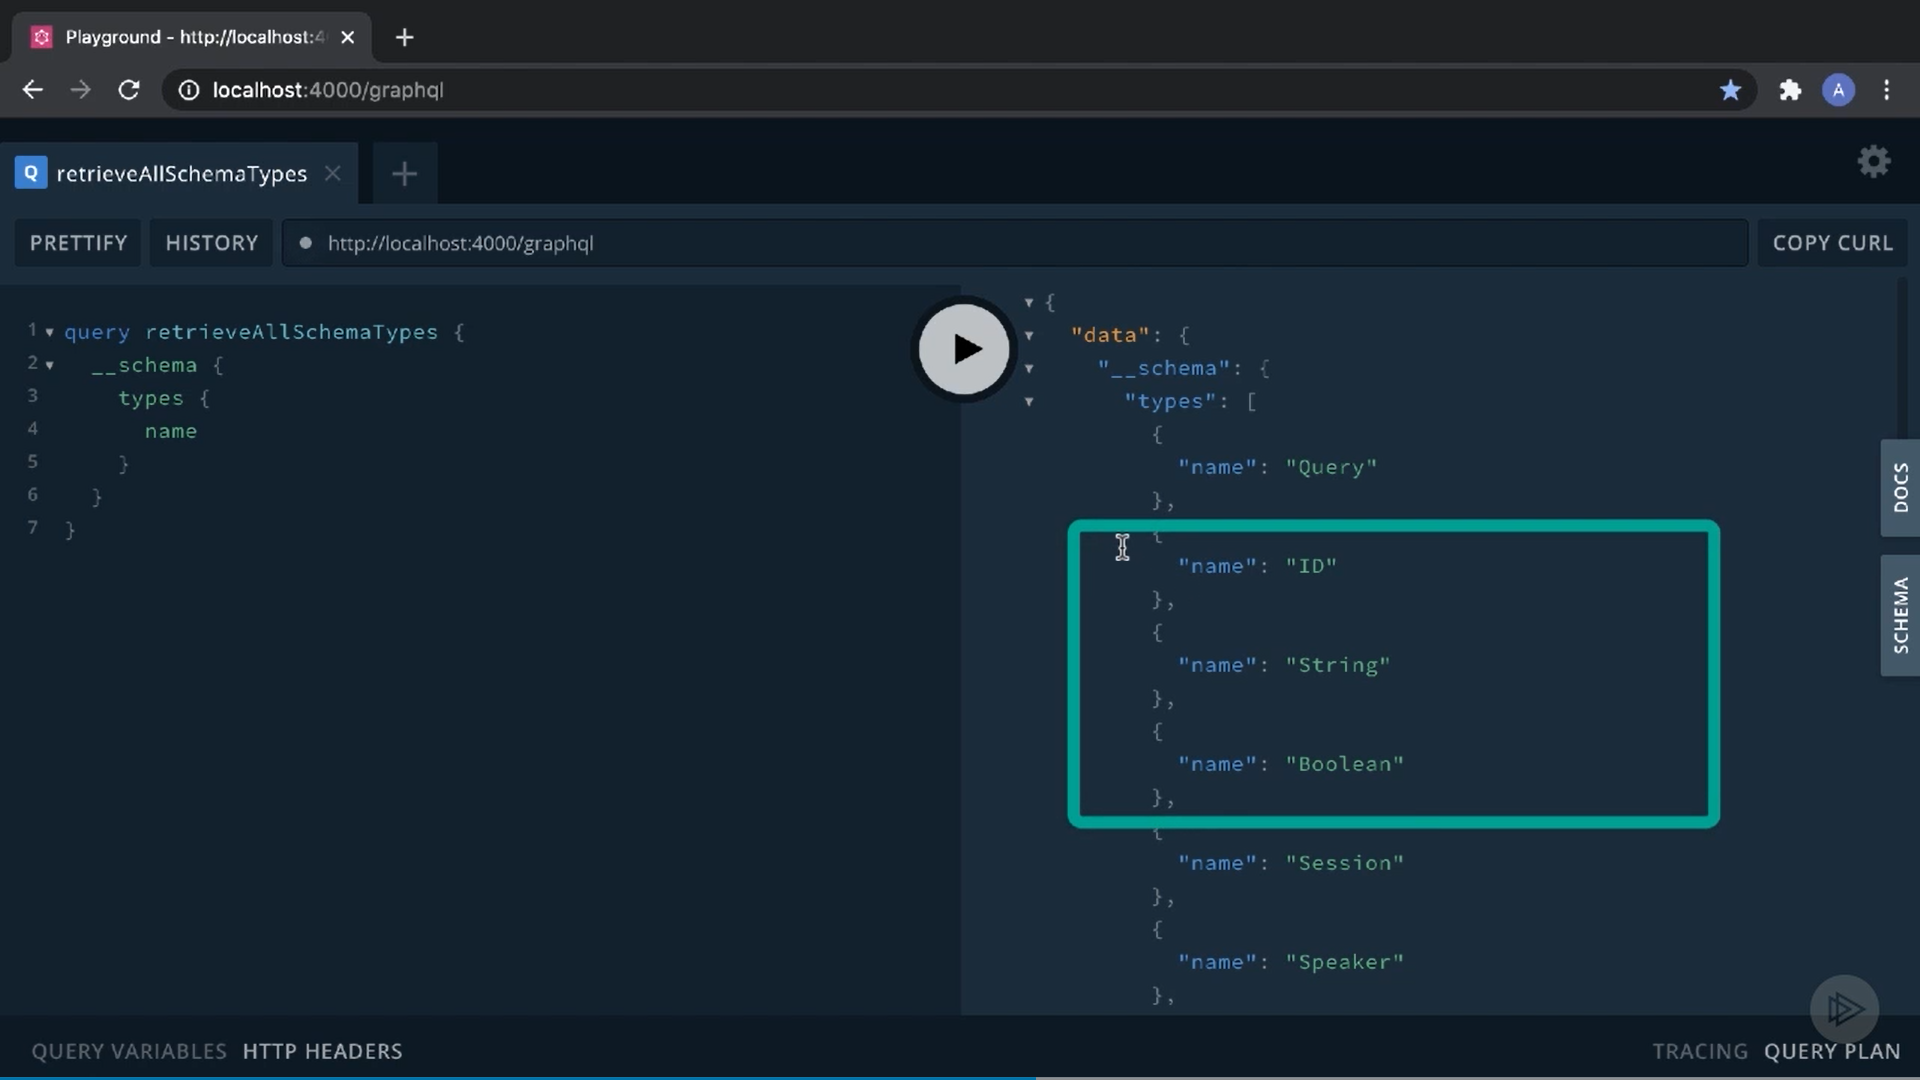 Playground - http://localhost:4
localhost:4000/graphql
A
Q retrieveAllSchemaTypes
PRETTIFY
HISTORY
http://localhost:4000/graphql
COPY CURL
1 query retrieveAllSchemaTypes {
2 __schema {
3 types {
4 name
5 }
6 }
7 }
{
"data": {
"__schema": {
"types": [
{
"name": "Query"
},
{
"name": "ID"
},
{
"name": "String"
},
{
"name": "Boolean"
},
{
"name": "Session"
},
{
"name": "Speaker"
},
DOCS
SCHEMA
QUERY VARIABLES
HTTP HEADERS
TRACING
QUERY PLAN